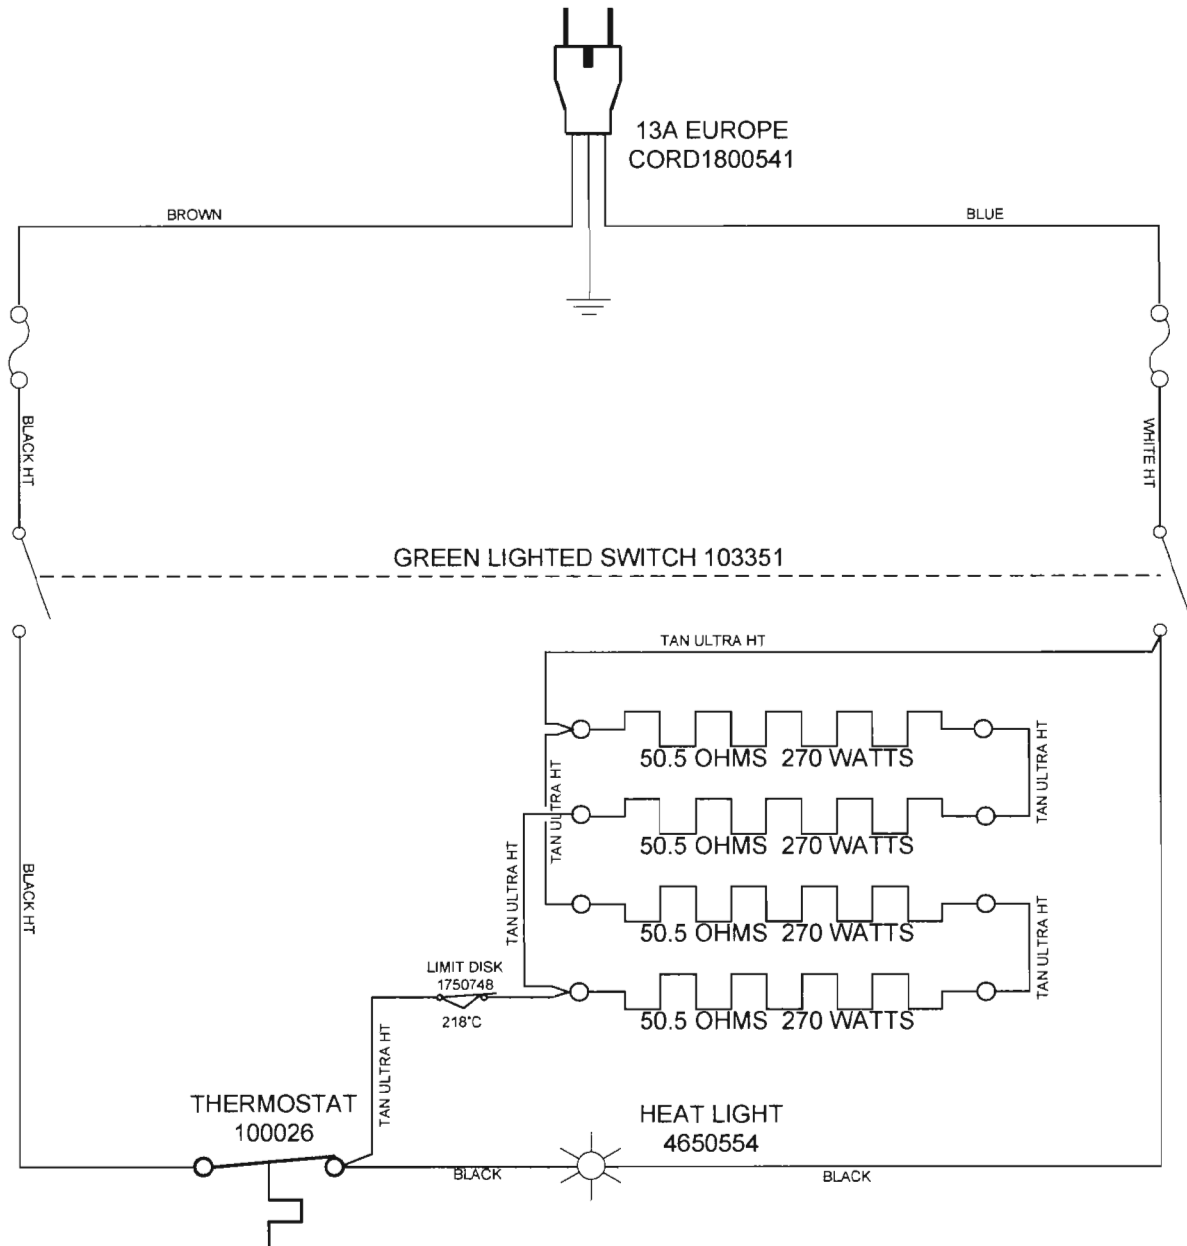 13A EUROPE
CORD1800541
BROWN
BLUE
BLACK HT
WHITE HT
GREEN LIGHTED SWITCH 103351
TAN ULTRA HT
50.5 OHMS 270 WATTS
TAN ULTRA HT
TAN ULTRA HT
50.5 OHMS 270 WATTS
TAN ULTRA HT
BLACK HT
50.5 OHMS 270 WATTS
TAN ULTRA HT
LIMIT DISK
1750748
218°C
50.5 OHMS 270 WATTS
TAN ULTRA HT
THERMOSTAT
100026
HEAT LIGHT
4650554
BLACK
BLACK